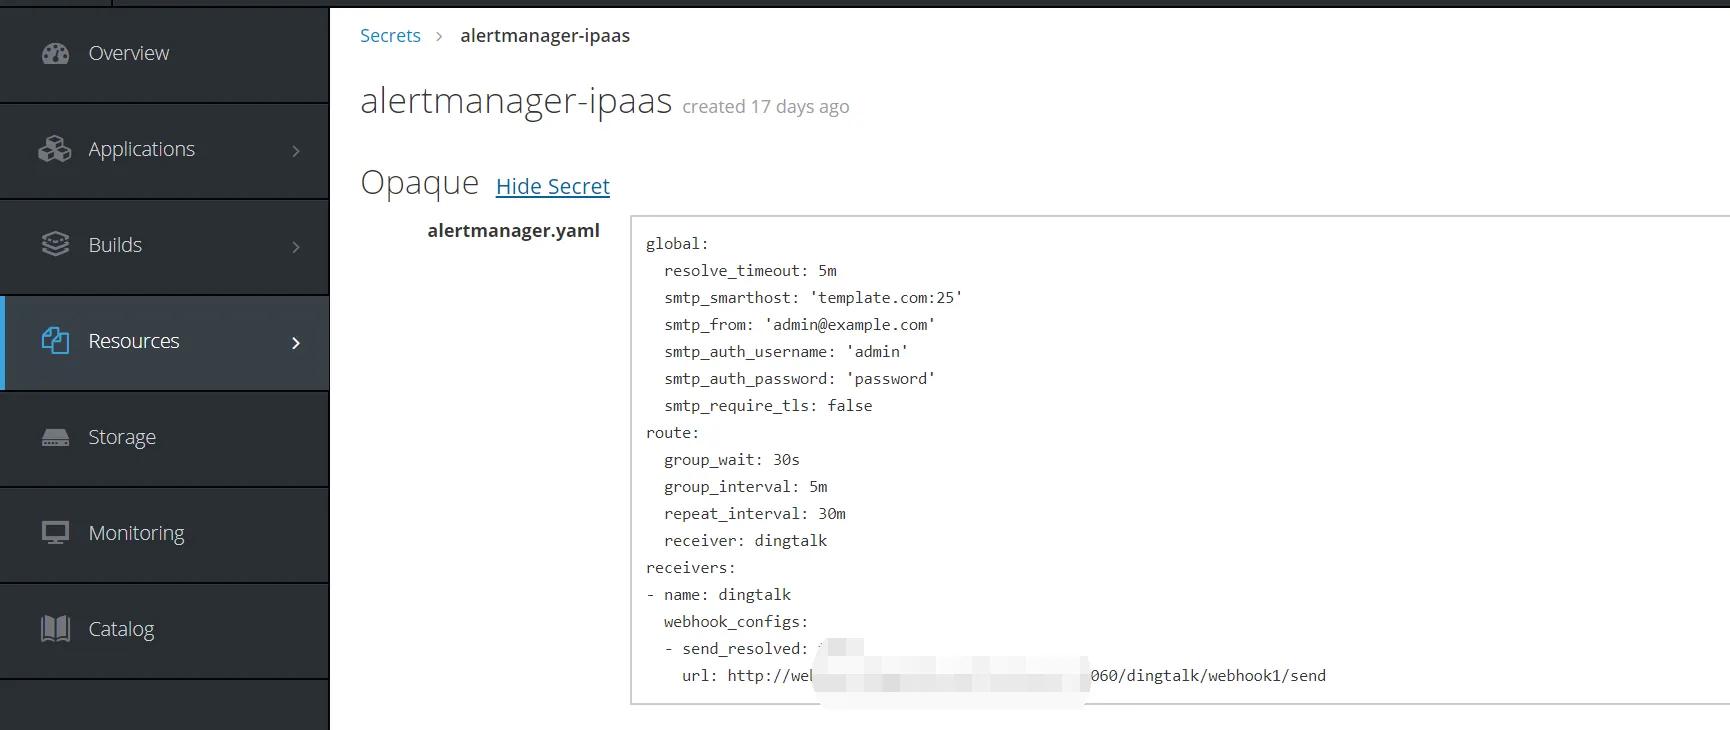 Overview
Applications
Builds
Resources
Storage
Monitoring
Catalog
Secrets > alertmanager-ipaas
alertmanager-ipaas created 17 days ago
Opaque Hide Secret
alertmanager.yaml
global:
  resolve_timeout: 5m
  smtp_smarthost: 'template.com:25'
  smtp_from: 'admin@example.com'
  smtp_auth_username: 'admin'
  smtp_auth_password: 'password'
  smtp_require_tls: false
route:
  group_wait: 30s
  group_interval: 5m
  repeat_interval: 30m
  receiver: dingtalk
receivers:
- name: dingtalk
  webhook_configs:
  - send_resolved:
    url: http://we 060/dingtalk/webhook1/send